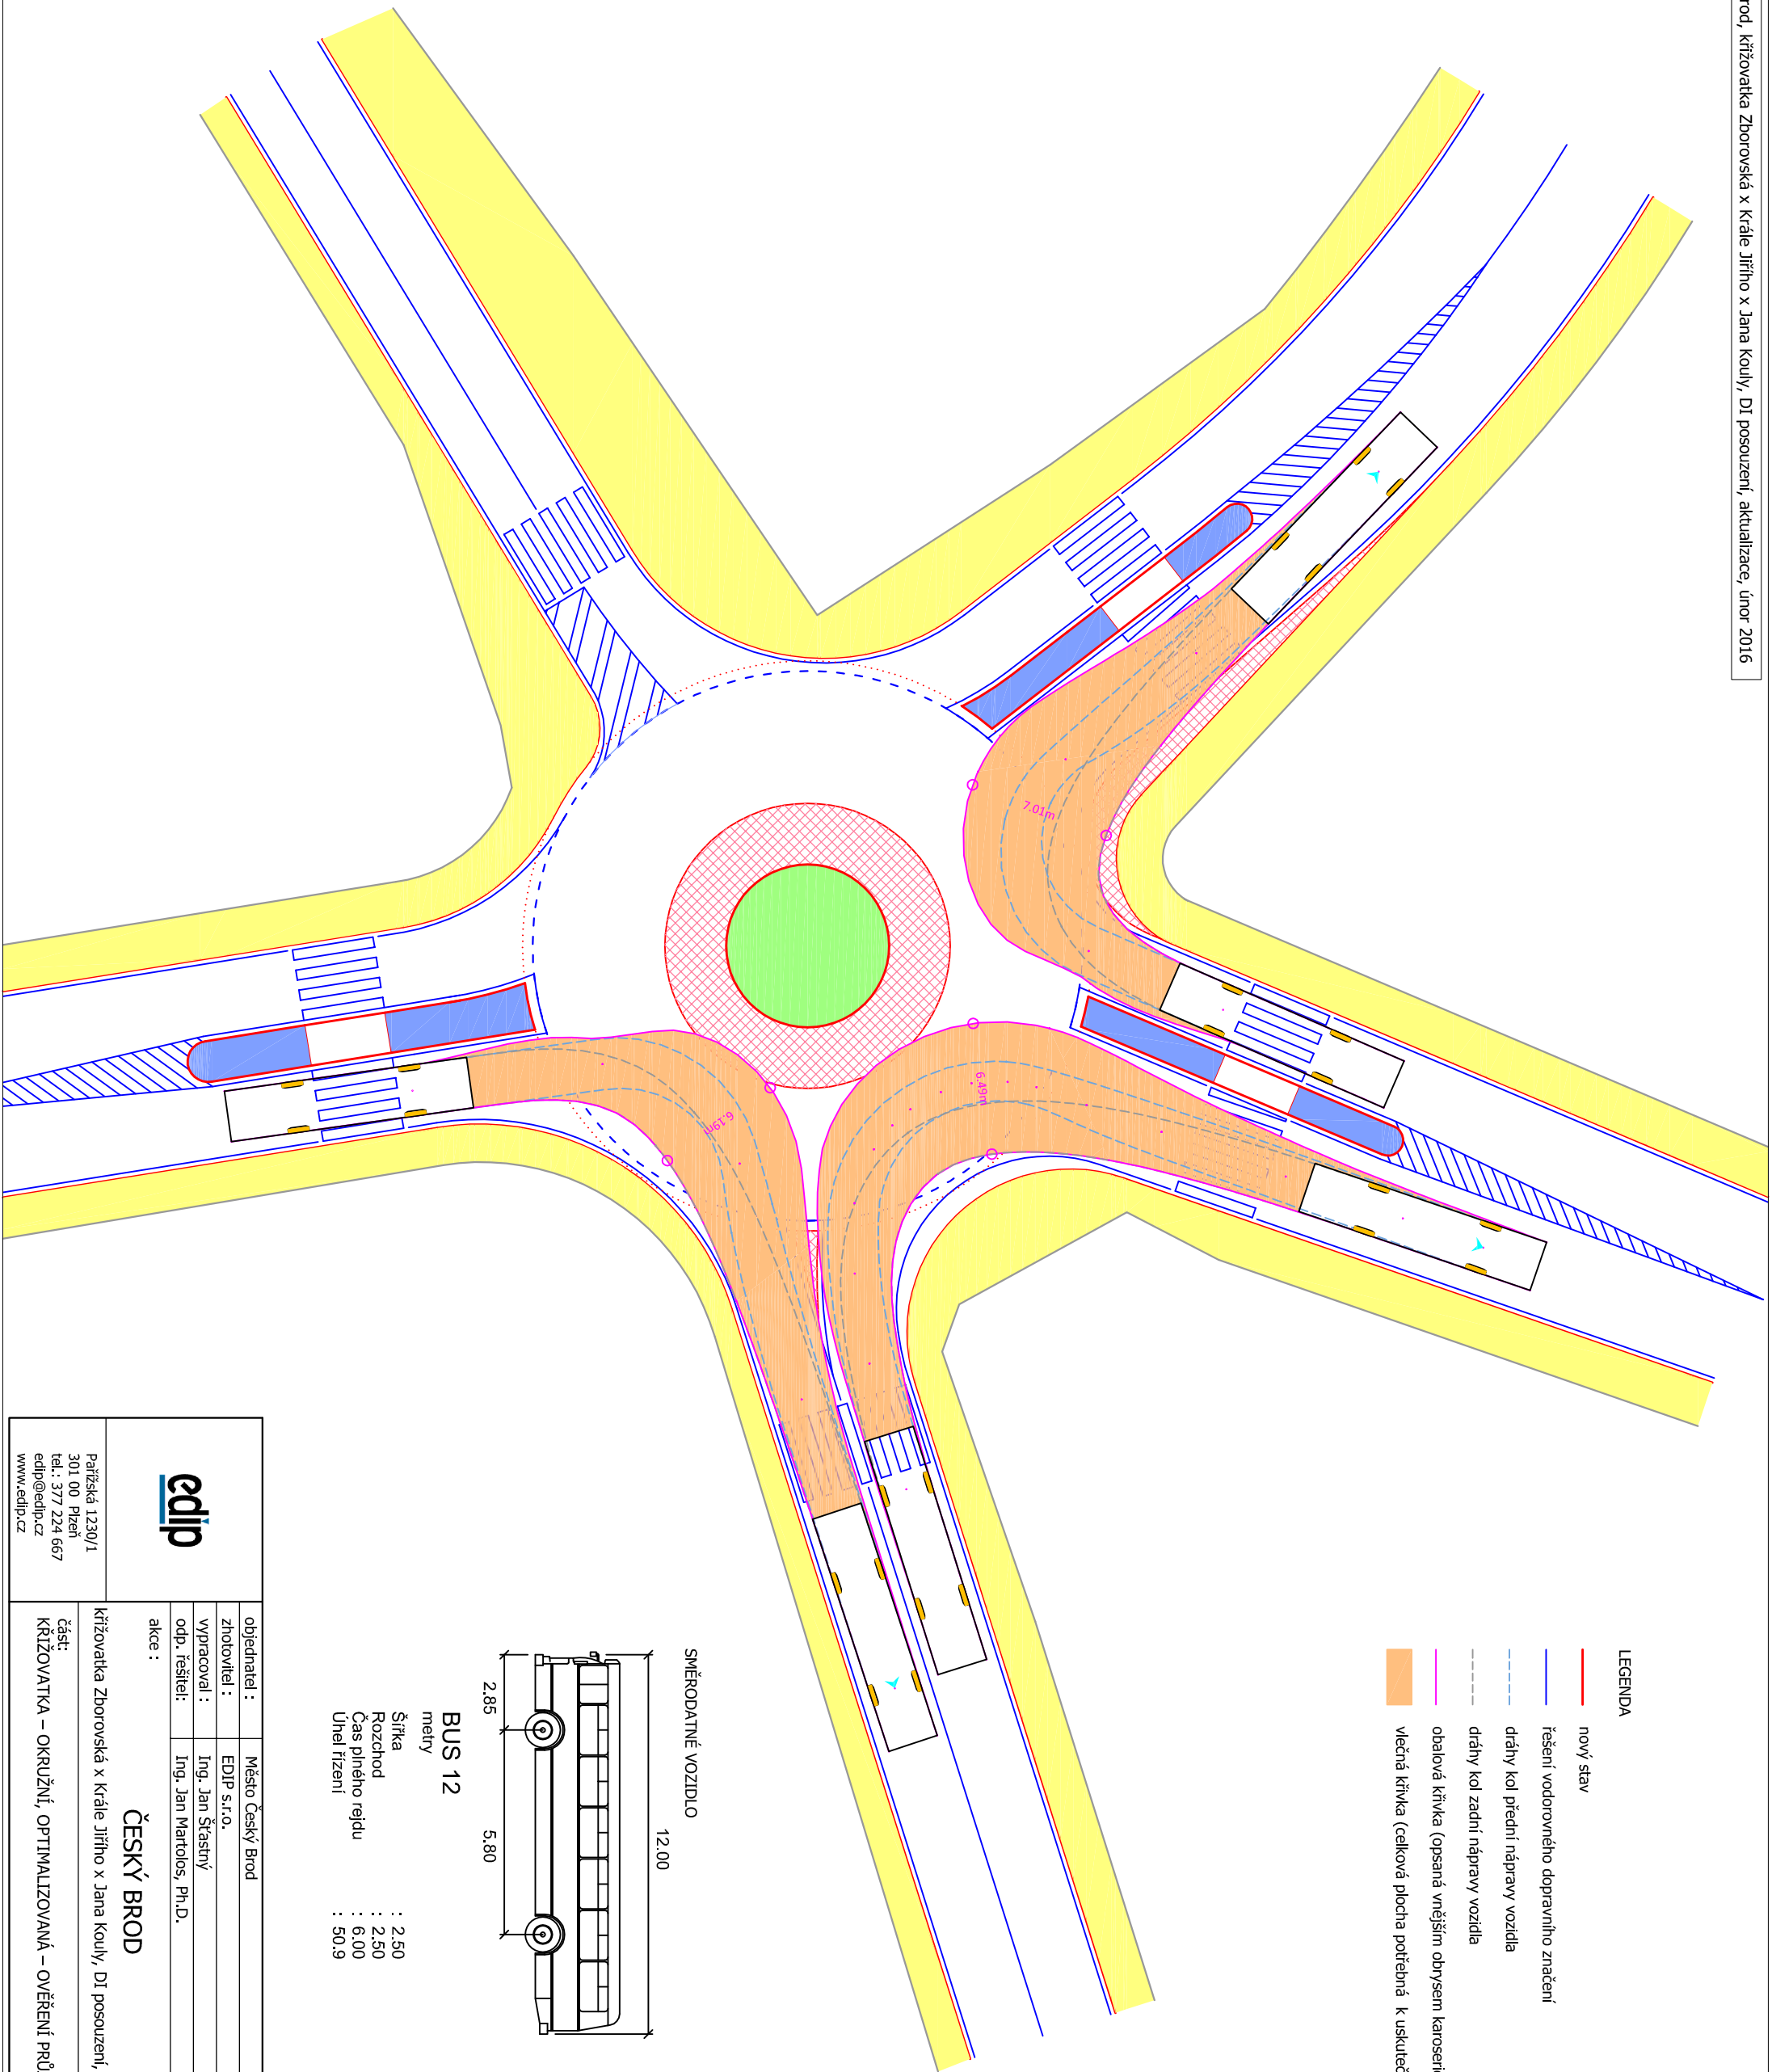 rod, křižovatka Zborovská x Krále Jiřího x Jana Kouly, DI posouzení, aktualizace, únor 2016
LEGENDA
nový stav
řešení vodorovného dopravního značení
dráhy kol přední nápravy vozidla
dráhy kol zadní nápravy vozidla
obalová křivka (opsaná vnějším obrysem karoserie
vlečná křivka (celková plocha potřebná k uskuteč
7.01m
6.49m
6.19m
SMĚRODATNÉ VOZIDLO
12.00
2.85
5.80
BUS 12
metry
Šířka : 2.50
Rozchod : 2.50
Čas plného rejdu : 6.00
Úhel řízení : 50.9
edip
Pařížská 1230/1
301 00 Plzeň
tel.: 377 224 667
edip@edip.cz
www.edip.cz
objednatel : Město Český Brod
zhotovitel : EDIP s.r.o.
vypracoval : Ing. Jan Šťastný
odp. řešitel: Ing. Jan Martolos, Ph.D.
akce :
ČESKÝ BROD
křižovatka Zborovská x Krále Jiřího x Jana Kouly, DI posouzení,
část:
KŘIŽOVATKA – OKRUŽNÍ, OPTIMALIZOVANÁ – OVĚŘENÍ PRŮ